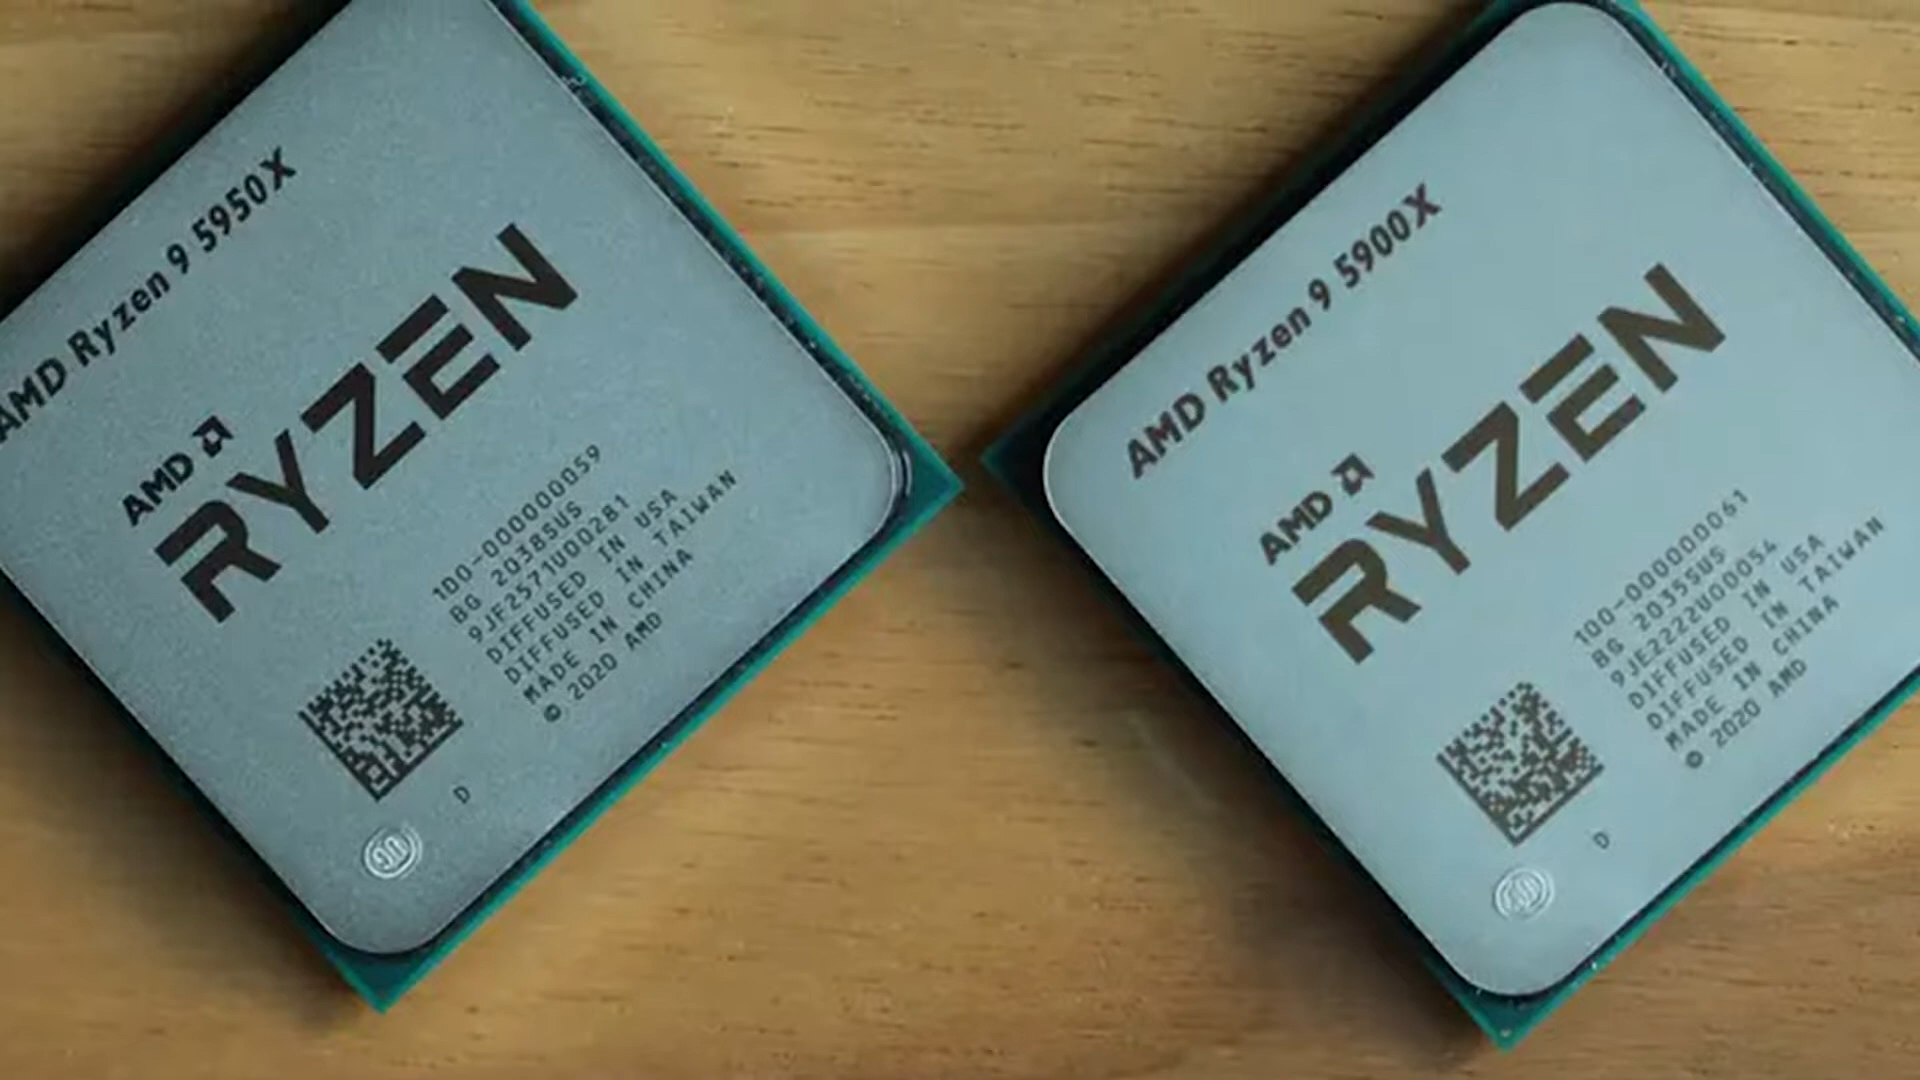 AMD Ryzen 9 5950X
AMD
RYZEN
100-000000059
BG 2038SUS
9JF2571U00281
DIFFUSED IN USA
DIFFUSED IN TAIWAN
MADE IN CHINA
© 2020 AMD
D
AMD Ryzen 9 5900X
AMD
RYZEN
100-000000061
BG 2035SUS
9JE2222U00054
DIFFUSED IN USA
DIFFUSED IN TAIWAN
MADE IN CHINA
© 2020 AMD
D